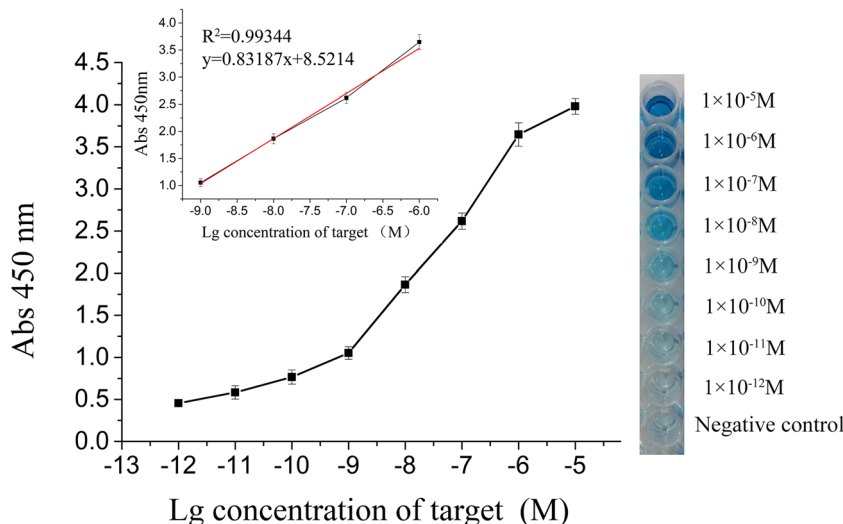 R²=0.99344
y=0.83187x+8.5214
Abs 450nm
4.0
3.5
3.0
2.5
2.0
1.5
1.0
-9.0 -8.5 -8.0 -7.5 -7.0 -6.5 -6.0
Lg concentration of target （M）
Abs 450 nm
4.5
4.0
3.5
3.0
2.5
2.0
1.5
1.0
0.5
0.0
-13 -12 -11 -10 -9 -8 -7 -6 -5
Lg concentration of target (M)
1×10⁻⁵M
1×10⁻⁶M
1×10⁻⁷M
1×10⁻⁸M
1×10⁻⁹M
1×10⁻¹⁰M
1×10⁻¹¹M
1×10⁻¹²M
Negative control